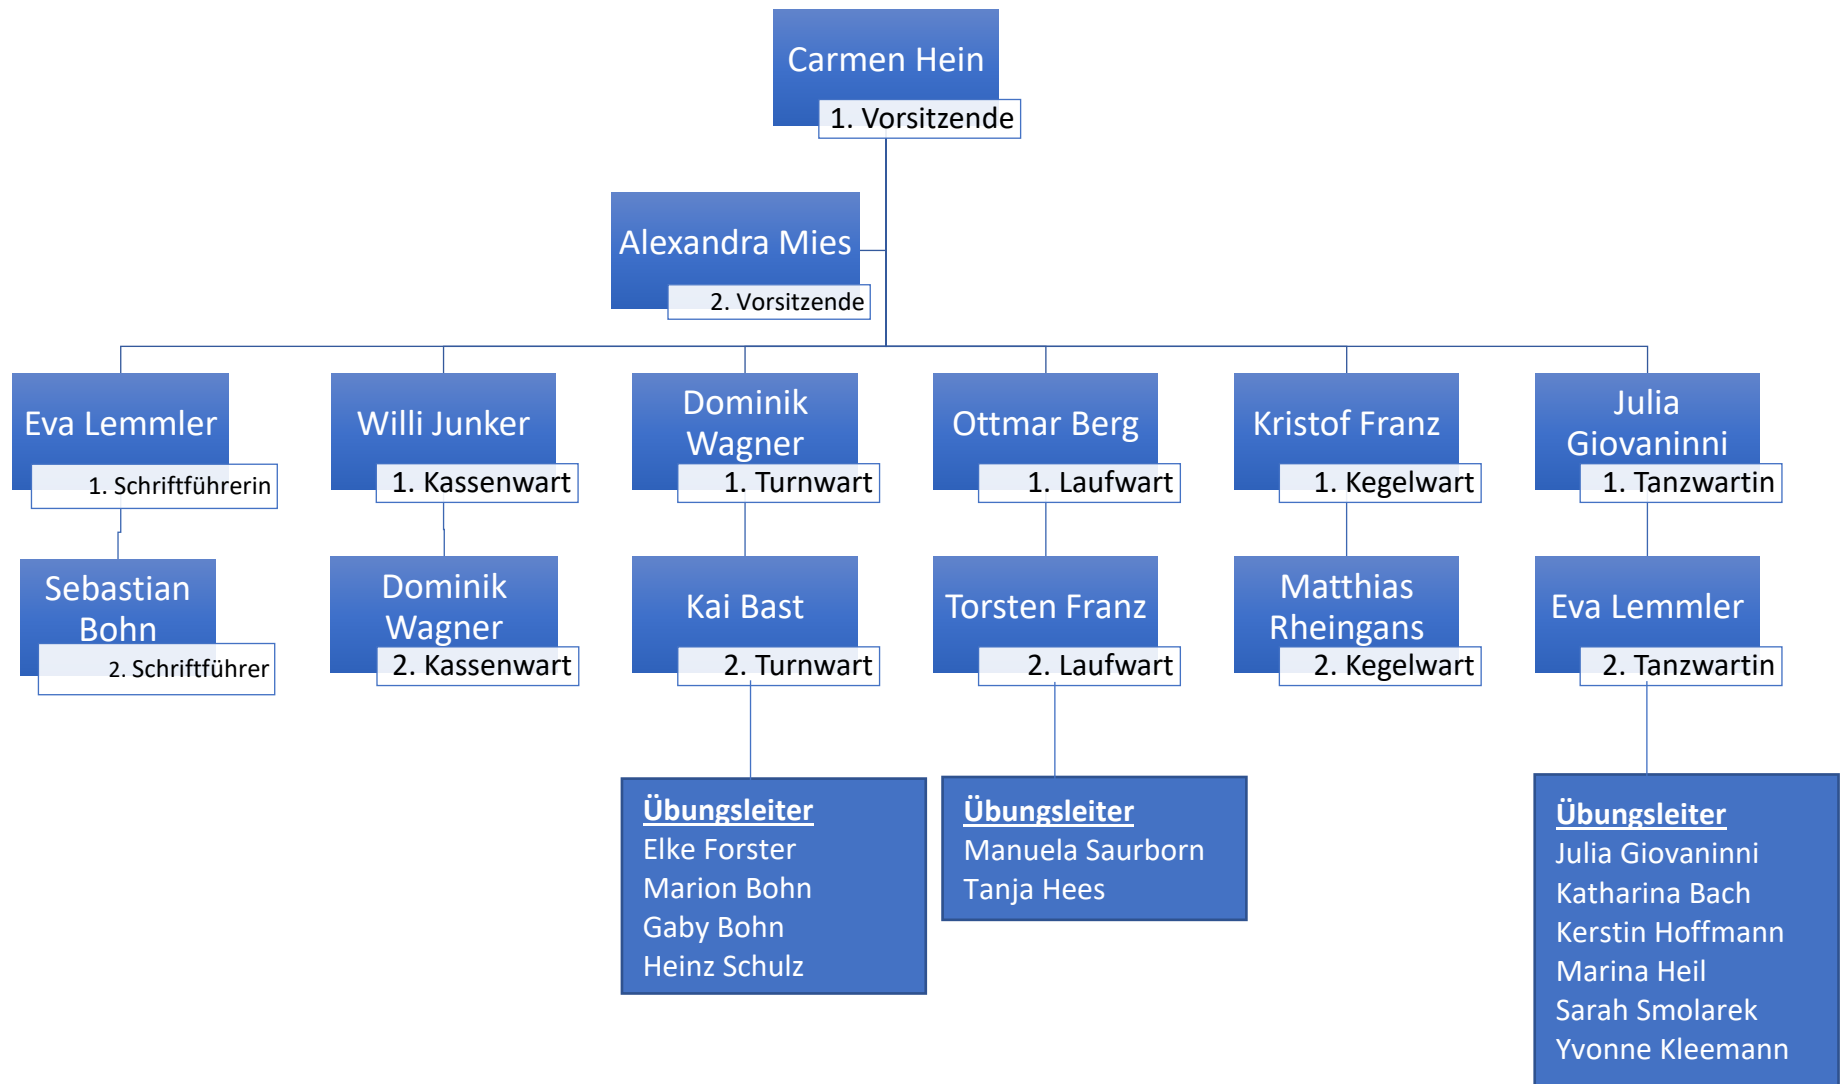 Carmen Hein
1. Vorsitzende
Alexandra Mies
2. Vorsitzende
Eva Lemmler
1. Schriftführerin
Willi Junker
1. Kassenwart
Dominik
Wagner
1. Turnwart
Ottmar Berg
1. Laufwart
Kristof Franz
1. Kegelwart
Julia
Giovaninni
1. Tanzwartin
Sebastian
Bohn
2. Schriftführer
Dominik
Wagner
2. Kassenwart
Kai Bast
2. Turnwart
Torsten Franz
2. Laufwart
Matthias
Rheingans
2. Kegelwart
Eva Lemmler
2. Tanzwartin
Übungsleiter
Elke Forster
Marion Bohn
Gaby Bohn
Heinz Schulz
Übungsleiter
Manuela Saurborn
Tanja Hees
Übungsleiter
Julia Giovaninni
Katharina Bach
Kerstin Hoffmann
Marina Heil
Sarah Smolarek
Yvonne Kleemann